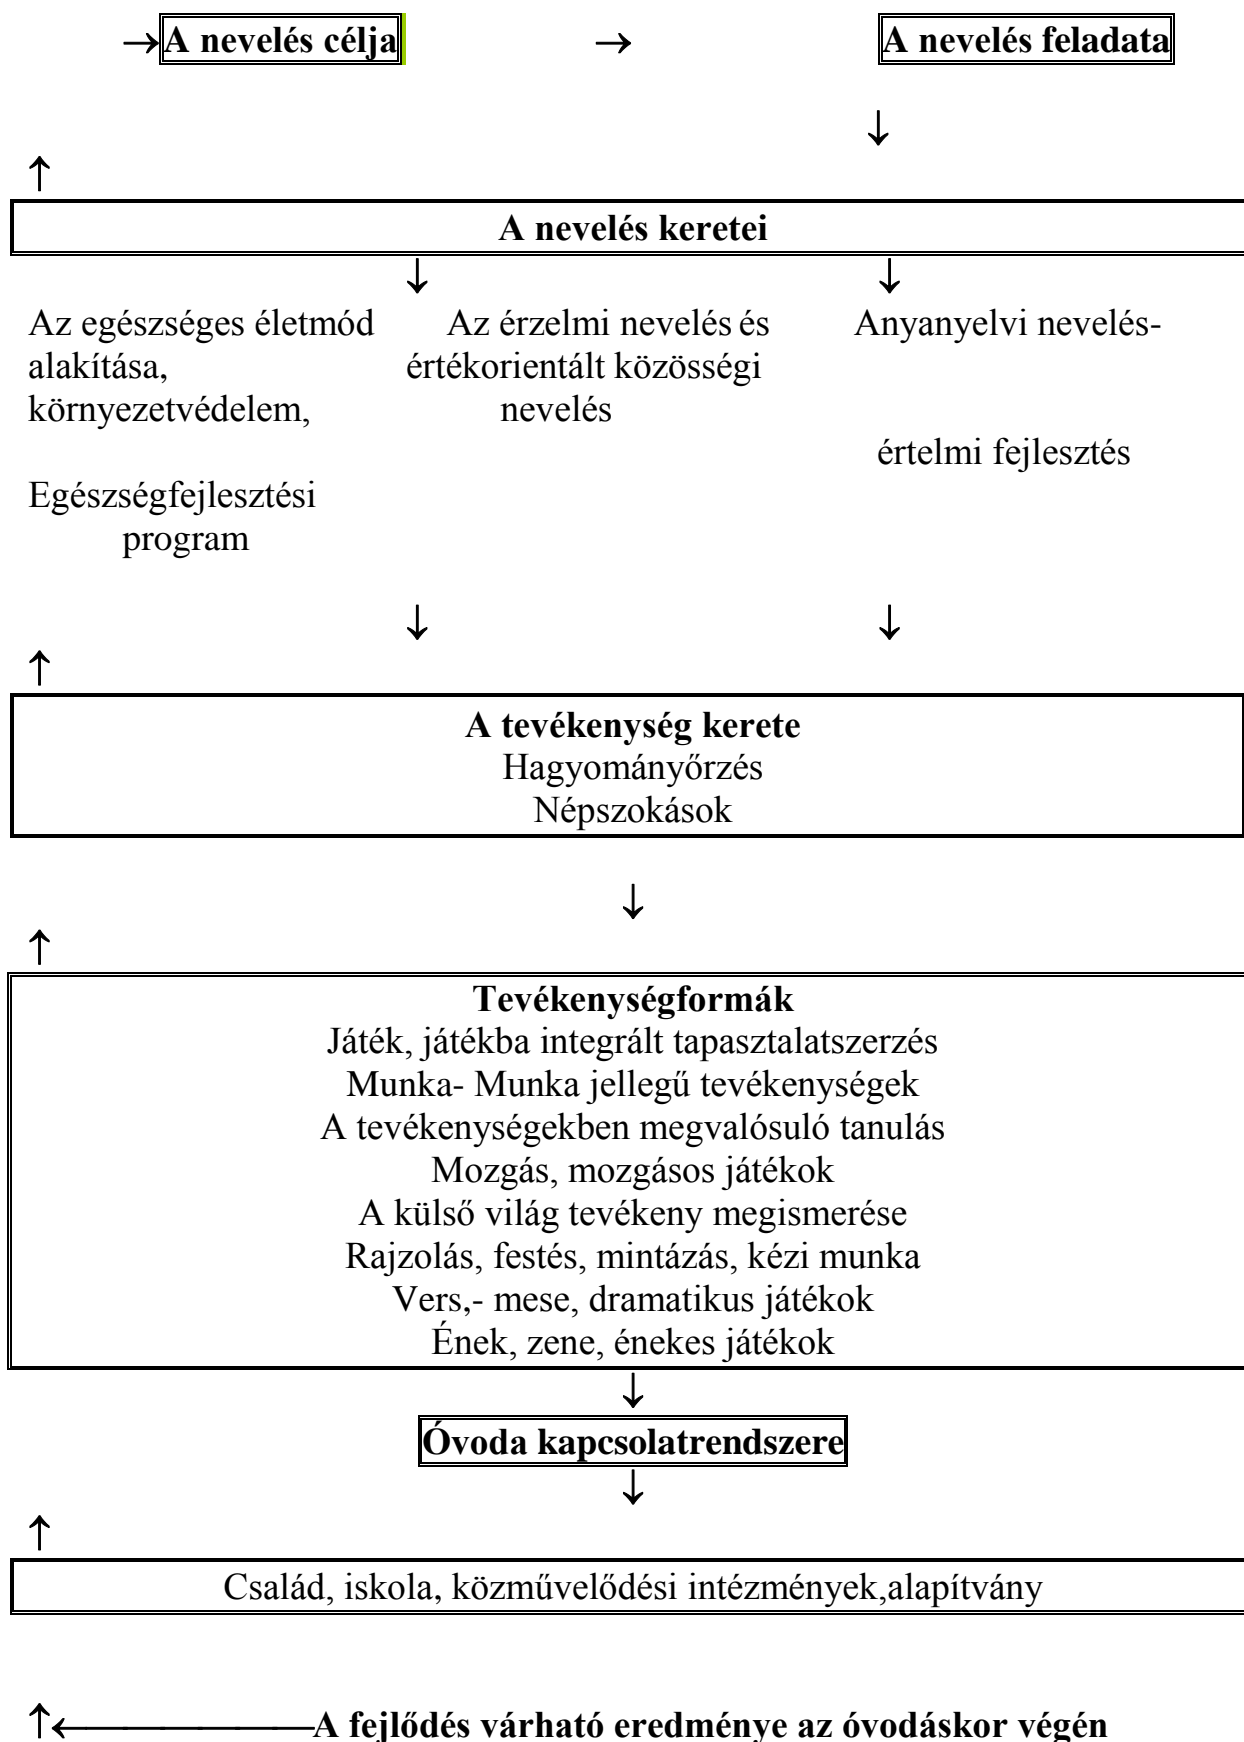 →A nevelés célja → A nevelés feladata
↓
↑
A nevelés keretei
↓ ↓
Az egészséges életmód Az érzelmi nevelés és Anyanyelvi nevelés-
alakítása, értékorientált közösségi
környezetvédelem, nevelés
értelmi fejlesztés
Egészségfejlesztési
program
↓ ↓
↑
A tevékenység kerete
Hagyományőrzés
Népszokások
↓
↑
Tevékenységformák
Játék, játékba integrált tapasztalatszerzés
Munka- Munka jellegű tevékenységek
A tevékenységekben megvalósuló tanulás
Mozgás, mozgásos játékok
A külső világ tevékeny megismerése
Rajzolás, festés, mintázás, kézi munka
Vers,- mese, dramatikus játékok
Ének, zene, énekes játékok
↓
Óvoda kapcsolatrendszere
↓
↑
Család, iskola, közművelődési intézmények,alapítvány
↑←A fejlődés várható eredménye az óvodáskor végén